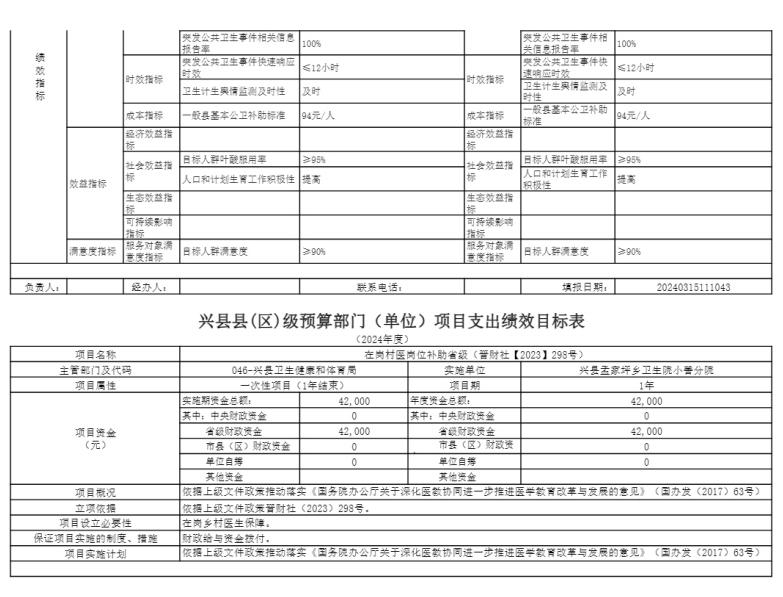 突发公共卫生事件相关信息报告率 100% 突发公共卫生事件相关信息报告率 100%
绩效指标
时效指标 突发公共卫生事件快速响应时效 ≤12小时 时效指标 突发公共卫生事件快速响应时效 ≤12小时
卫生计生舆情监测及时性 及时 卫生计生舆情监测及时性 及时
成本指标 一般县基本公卫补助标准 94元/人 成本指标 一般县基本公卫补助标准 94元/人
效益指标 经济效益指标 经济效益指标
社会效益指标 目标人群叶酸服用率 ≥95% 社会效益指标 目标人群叶酸服用率 ≥95%
人口和计划生育工作积极性 提高 人口和计划生育工作积极性 提高
生态效益指标 生态效益指标
可持续影响指标 可持续影响指标
满意度指标 服务对象满意度指标 目标人群满意度 ≥90% 服务对象满意度指标 目标人群满意度 ≥90%
负责人: 经办人: 联系电话: 填报日期: 20240315111043
兴县县(区)级预算部门（单位）项目支出绩效目标表
（2024年度）
项目名称 在岗村医岗位补助省级（晋财社【2023】298号）
主管部门及代码 046-兴县卫生健康和体育局 实施单位 兴县孟家坪乡卫生院小善分院
项目属性 一次性项目（1年结束） 项目期 1年
项目资金（元） 实施期资金总额: 42,000 年度资金总额: 42,000
其中: 中央财政资金 0 其中: 中央财政资金 0
省级财政资金 42,000 省级财政资金 42,000
市县（区）财政资金 0 市县（区）财政资 0
单位自筹 0 单位自筹 0
其他资金 其他资金
项目概况 依据上级文件政策推动落实《国务院办公厅关于深化医教协同进一步推进医学教育改革与发展的意见》（国办发（2017）63号）
立项依据 依据上级文件政策晋财社（2023）298号。
项目设立必要性 在岗乡村医生保障。
保证项目实施的制度、措施 财政给与资金拨付。
项目实施计划 依据上级文件政策推动落实《国务院办公厅关于深化医教协同进一步推进医学教育改革与发展的意见》（国办发（2017）63号）